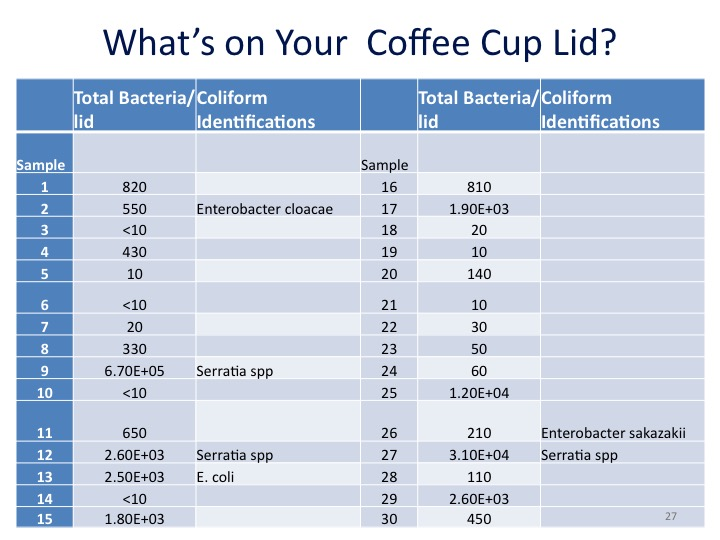 What's on Your  Coffee Cup Lid?
Total Bacteria/ Coliform Total Bacteria/ Coliform
lid Identifications lid Identifications
Sample Sample
1 820 16 810
2 550 Enterobacter cloacae 17 1.90E+03
3 <10 18 20
4 430 19 10
5 10 20 140
6 <10 21 10
7 20 22 30
8 330 23 50
9 6.70E+05 Serratia spp 24 60
10 <10 25 1.20E+04
11 650 26 210 Enterobacter sakazakii
12 2.60E+03 Serratia spp 27 3.10E+04 Serratia spp
13 2.50E+03 E. coli 28 110
14 <10 29 2.60E+03
15 1.80E+03 30 450
27